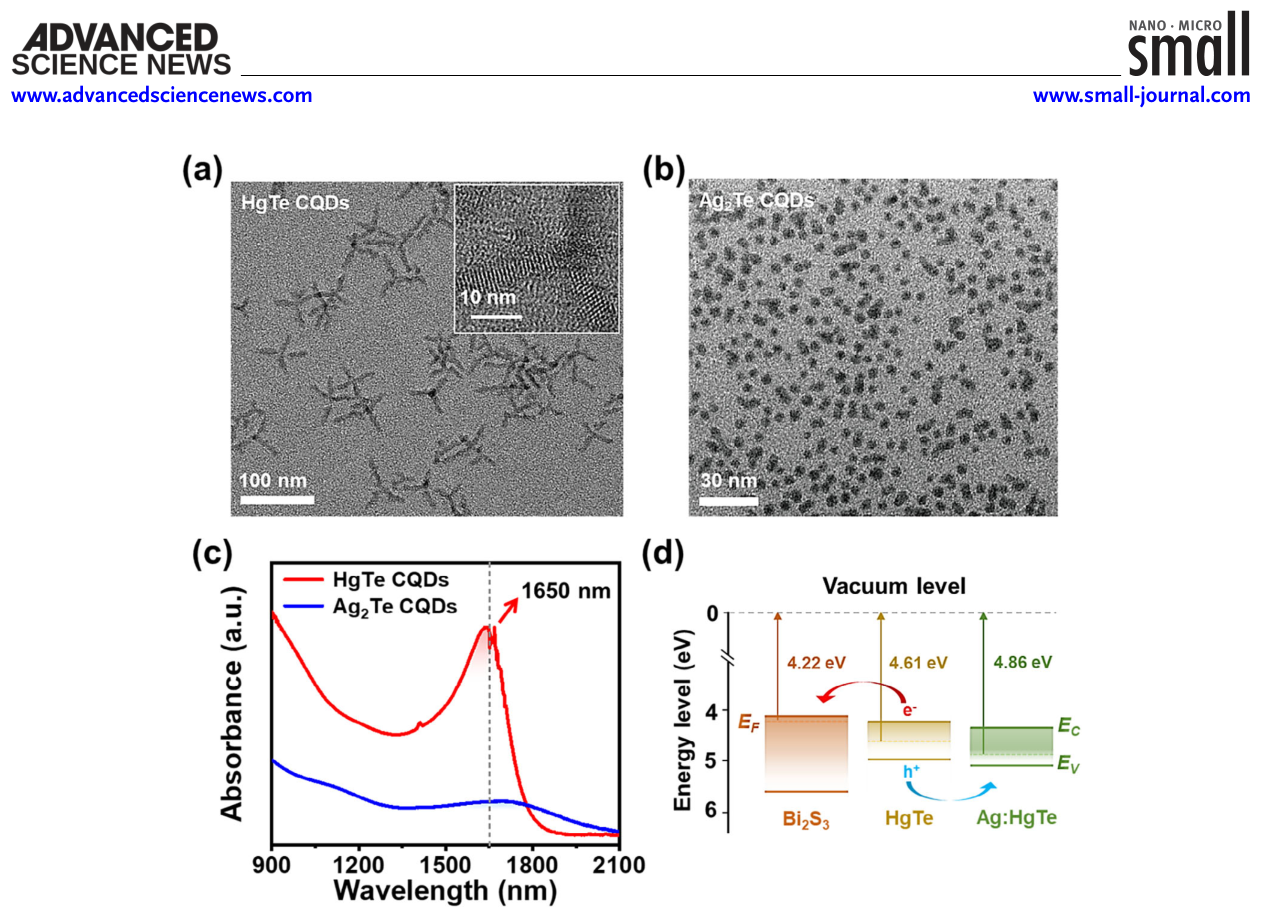 ADVANCED
SCIENCE NEWS
www.advancedsciencenews.com
NANO · MICRO
small
www.small-journal.com
(a)
HgTe CQDs
10 nm
100 nm
(b)
Ag₂Te CQDs
30 nm
(c)
HgTe CQDs
Ag₂Te CQDs
1650 nm
Absorbance (a.u.)
900 1200 1500 1800 2100
Wavelength (nm)
(d)
Vacuum level
0
4.22 eV 4.61 eV 4.86 eV
Energy level (eV)
4
5
6
e⁻
E_F
E_C
E_V
h⁺
Bi₂S₃ HgTe Ag:HgTe